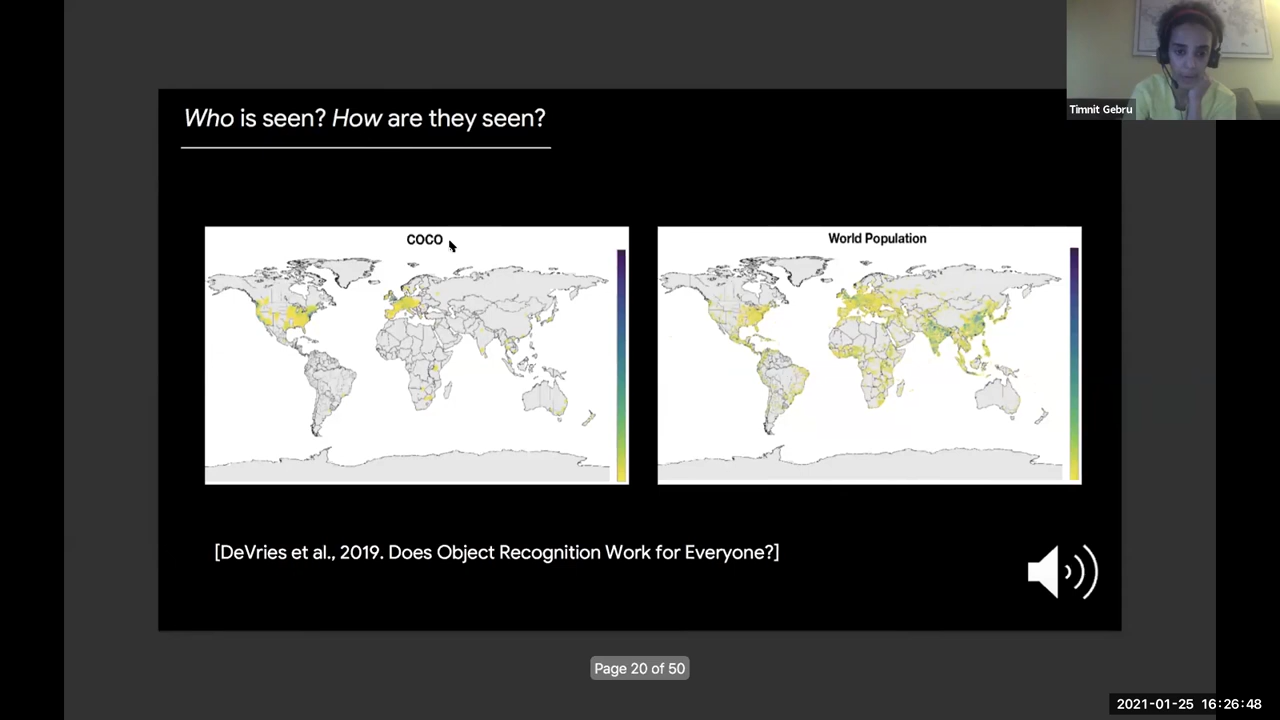 Timnit Gebru
Who is seen? How are they seen?
COCO
World Population
[DeVries et al., 2019. Does Object Recognition Work for Everyone?]
Page 20 of 50
2021-01-25 16:26:48